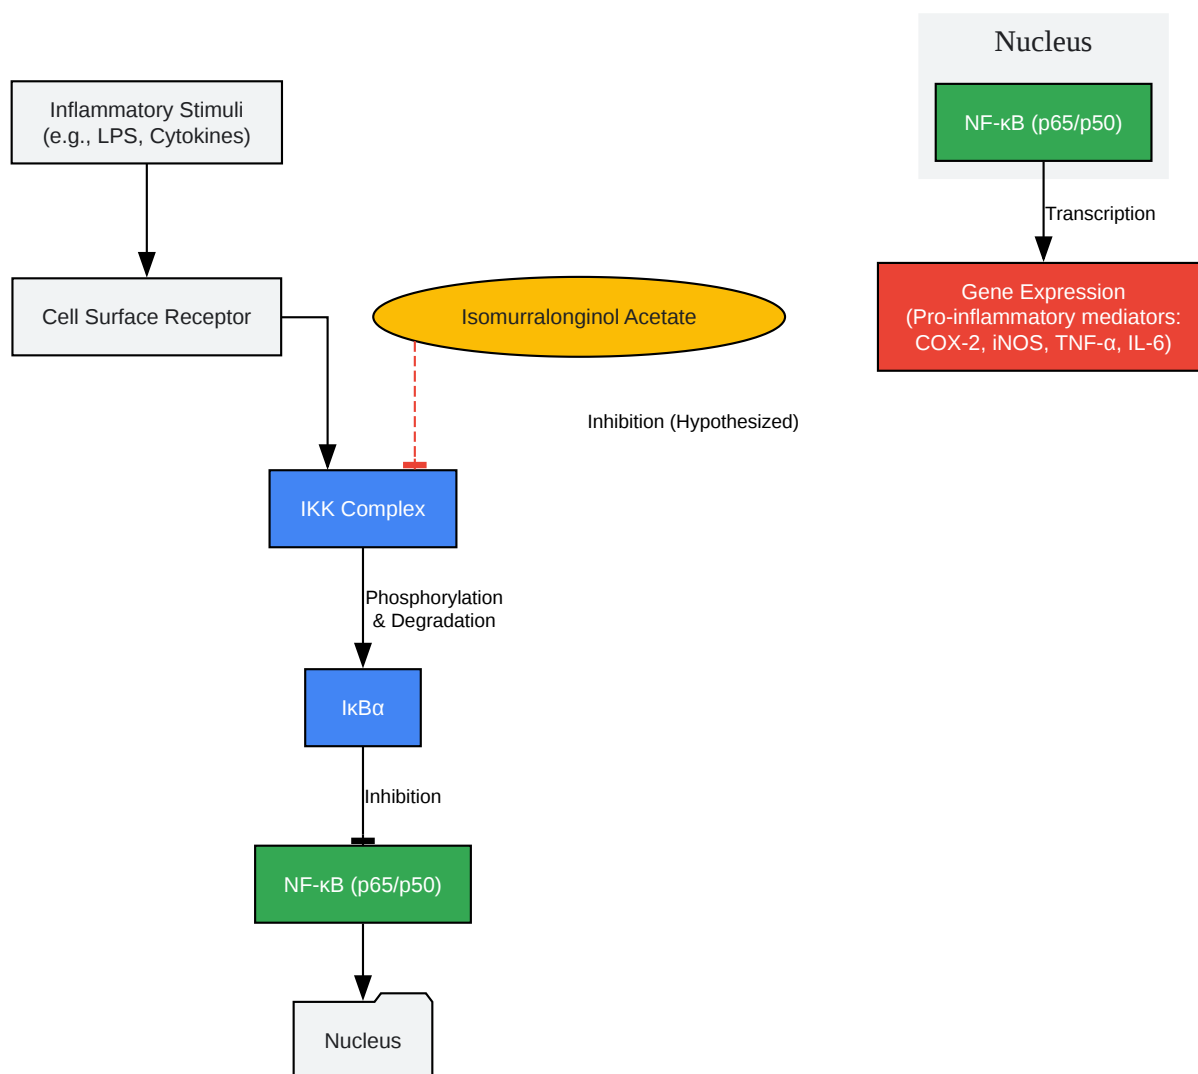 Nucleus
Inflammatory Stimuli
(e.g., LPS, Cytokines)
NF-κB (p65/p50)
Transcription
Cell Surface Receptor
Isomurralonginol Acetate
Gene Expression
(Pro-inflammatory mediators:
COX-2, iNOS, TNF-α, IL-6)
Inhibition (Hypothesized)
IKK Complex
Phosphorylation
& Degradation
IκBα
Inhibition
NF-κB (p65/p50)
Nucleus